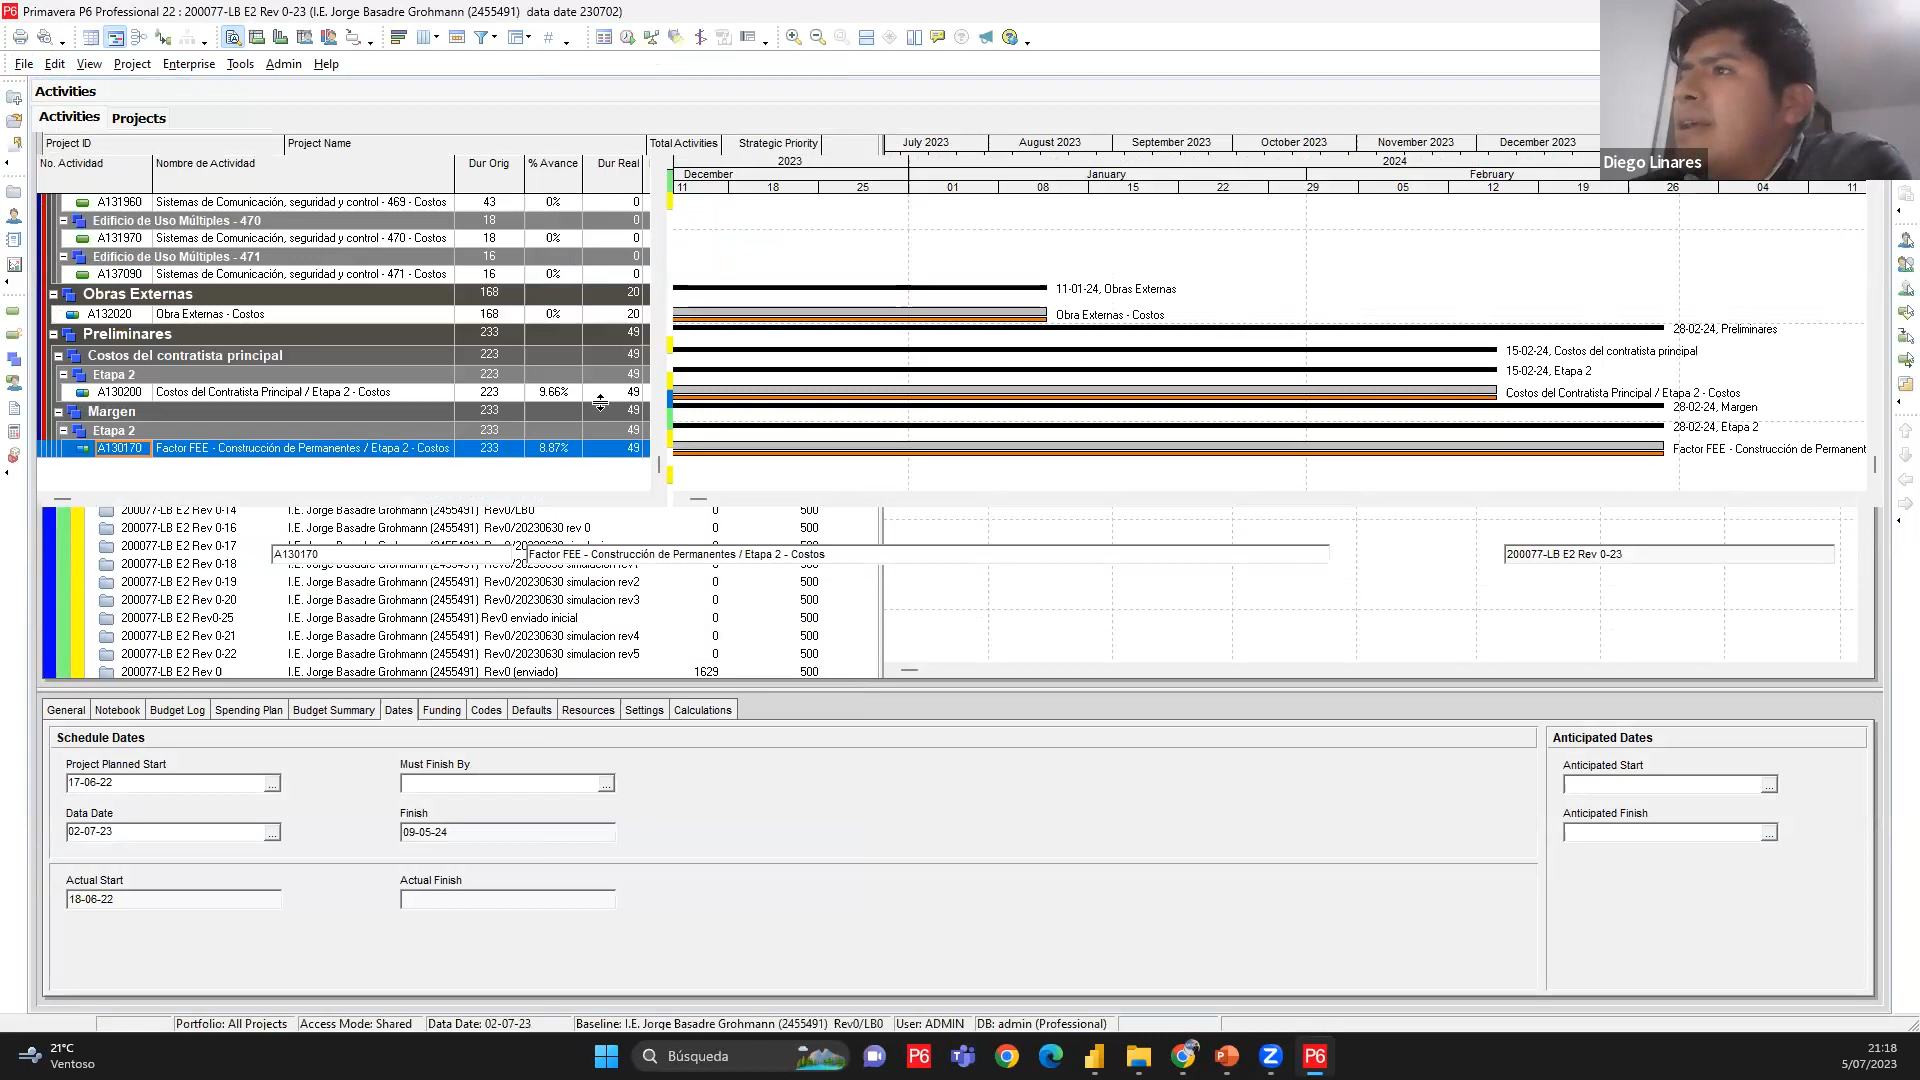 Primavera P6 Professional 22 : 200077-LB E2 Rev 0-23 (I.E. Jorge Basadre Grohmann (2455491)  data date 230702)
File Edit View Project Enterprise Tools Admin Help
Activities
Activities Projects
Project ID Project Name Total Activities Strategic Priority July 2023 August 2023 September 2023 October 2023 November 2023 December 2023
No. Actividad Nombre de Actividad Dur Orig % Avance Dur Real 2023 2024
December January February
11 18 25 01 08 15 22 29 05 12 19 26 04 11
Diego Linares
A131960 Sistemas de Comunicación, seguridad y control - 469 - Costos 43 0% 0
Edificio de Uso Múltiples - 470 18 0
A131970 Sistemas de Comunicación, seguridad y control - 470 - Costos 18 0% 0
Edificio de Uso Múltiples - 471 16 0
A137090 Sistemas de Comunicación, seguridad y control - 471 - Costos 16 0% 0
Obras Externas 168 20 11-01-24, Obras Externas
A132020 Obra Externas - Costos 168 0% 20 Obra Externas - Costos
Preliminares 233 49 28-02-24, Preliminares
Costos del contratista principal 223 49 15-02-24, Costos del contratista principal
Etapa 2 223 49 15-02-24, Etapa 2
A130200 Costos del Contratista Principal / Etapa 2 - Costos 223 9.66% 49 Costos del Contratista Principal / Etapa 2 - Costos
Margen 233 49 28-02-24, Margen
Etapa 2 233 49 28-02-24, Etapa 2
A130170 Factor FEE - Construcción de Permanentes / Etapa 2 - Costos 233 8.87% 49 Factor FEE - Construcción de Permanent
200077-LB E2 Rev 0-14 I.E. Jorge Basadre Grohmann (2455491)  Rev0/LB0 0 500
200077-LB E2 Rev 0-16 I.E. Jorge Basadre Grohmann (2455491)  Rev0/20230630 rev 0 0 500
200077-LB E2 Rev 0-17 0 500
A130170 Factor FEE - Construcción de Permanentes / Etapa 2 - Costos 200077-LB E2 Rev 0-23
200077-LB E2 Rev 0-18 0 500
200077-LB E2 Rev 0-19 I.E. Jorge Basadre Grohmann (2455491)  Rev0/20230630 simulacion rev2 0 500
200077-LB E2 Rev 0-20 I.E. Jorge Basadre Grohmann (2455491)  Rev0/20230630 simulacion rev3 0 500
200077-LB E2 Rev0-25 I.E. Jorge Basadre Grohmann (2455491) Rev0 enviado inicial 0 500
200077-LB E2 Rev 0-21 I.E. Jorge Basadre Grohmann (2455491)  Rev0/20230630 simulacion rev4 0 500
200077-LB E2 Rev 0-22 I.E. Jorge Basadre Grohmann (2455491)  Rev0/20230630 simulacion rev5 0 500
200077-LB E2 Rev 0 I.E. Jorge Basadre Grohmann (2455491)  Rev0 (enviado) 1629 500
General Notebook Budget Log Spending Plan Budget Summary Dates Funding Codes Defaults Resources Settings Calculations
Schedule Dates Anticipated Dates
Project Planned Start Must Finish By Anticipated Start
17-06-22
Data Date Finish Anticipated Finish
02-07-23 09-05-24
Actual Start Actual Finish
18-06-22
Portfolio: All Projects Access Mode: Shared Data Date: 02-07-23 Baseline: I.E. Jorge Basadre Grohmann (2455491)  Rev0/LB0 User: ADMIN DB: admin (Professional)
21°C
Ventoso
Búsqueda
21:18
5/07/2023